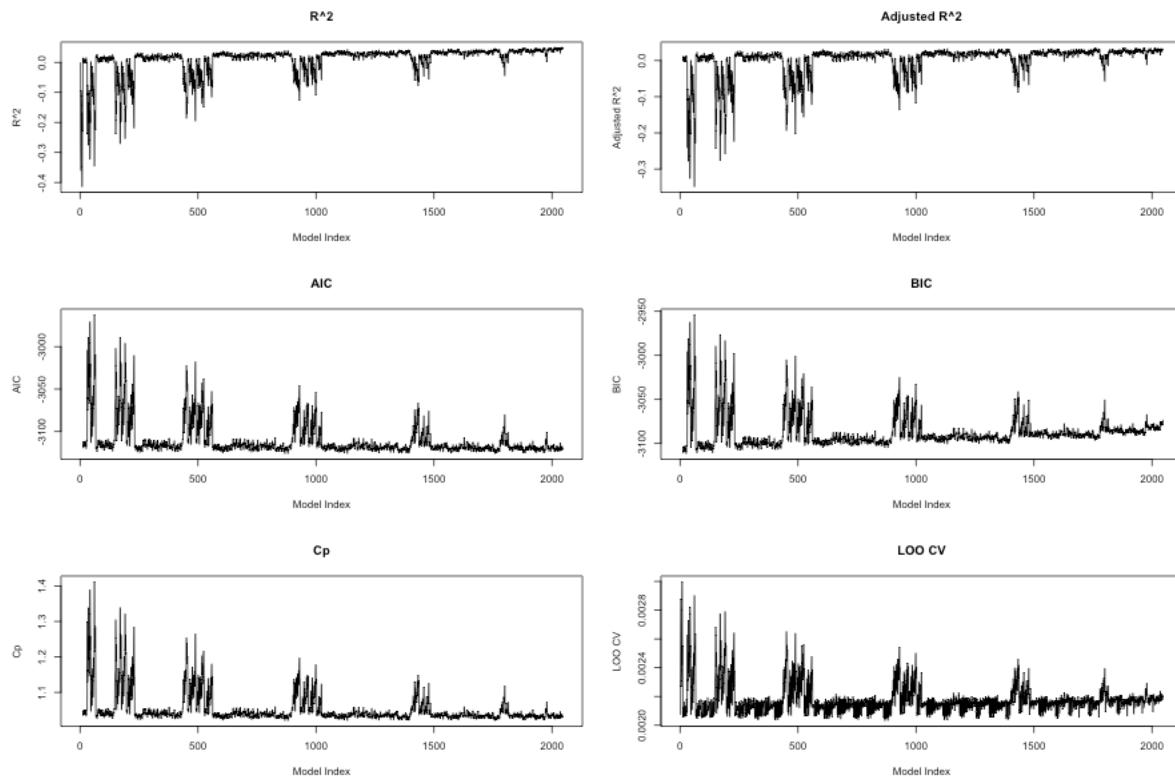 R^2
R^2
0.0
-0.1
-0.2
-0.3
-0.4
0 500 1000 1500 2000
Model Index
Adjusted R^2
Adjusted R^2
0.0
-0.1
-0.2
-0.3
0 500 1000 1500 2000
Model Index
AIC
AIC
-3000
-3050
-3100
0 500 1000 1500 2000
Model Index
BIC
BIC
-2950
-3000
-3050
-3100
0 500 1000 1500 2000
Model Index
Cp
Cp
1.4
1.3
1.2
1.1
0 500 1000 1500 2000
Model Index
LOO CV
LOO CV
0.0028
0.0024
0.0020
0 500 1000 1500 2000
Model Index